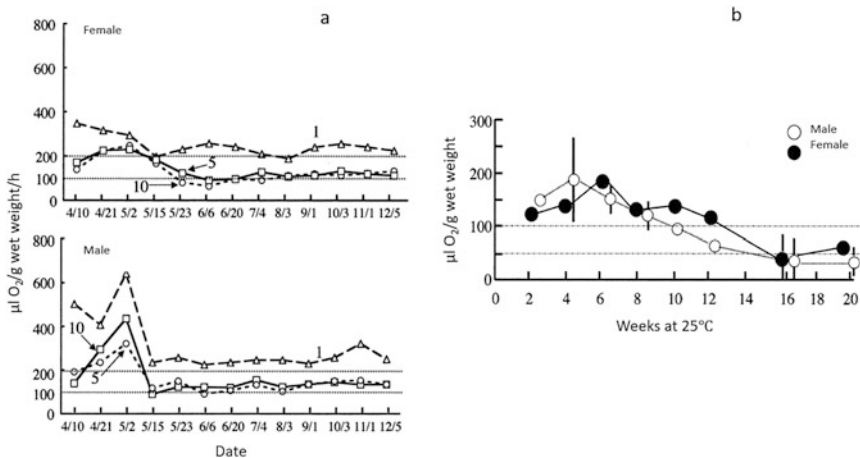 a
Female
µl O₂/g wet weight/h
800
600
400
200
100
0
1
5
10
4/10 4/21 5/2 5/15 5/23 6/6 6/20 7/4 8/3 9/1 10/3 11/1 12/5
Male
800
600
400
200
100
0
10
5
1
4/10 4/21 5/2 5/15 5/23 6/6 6/20 7/4 8/3 9/1 10/3 11/1 12/5
Date
b
µl O₂/g wet weight
300
200
100
50
0
Male
Female
0 2 4 6 8 10 12 14 16 18 20
Weeks at 25°C